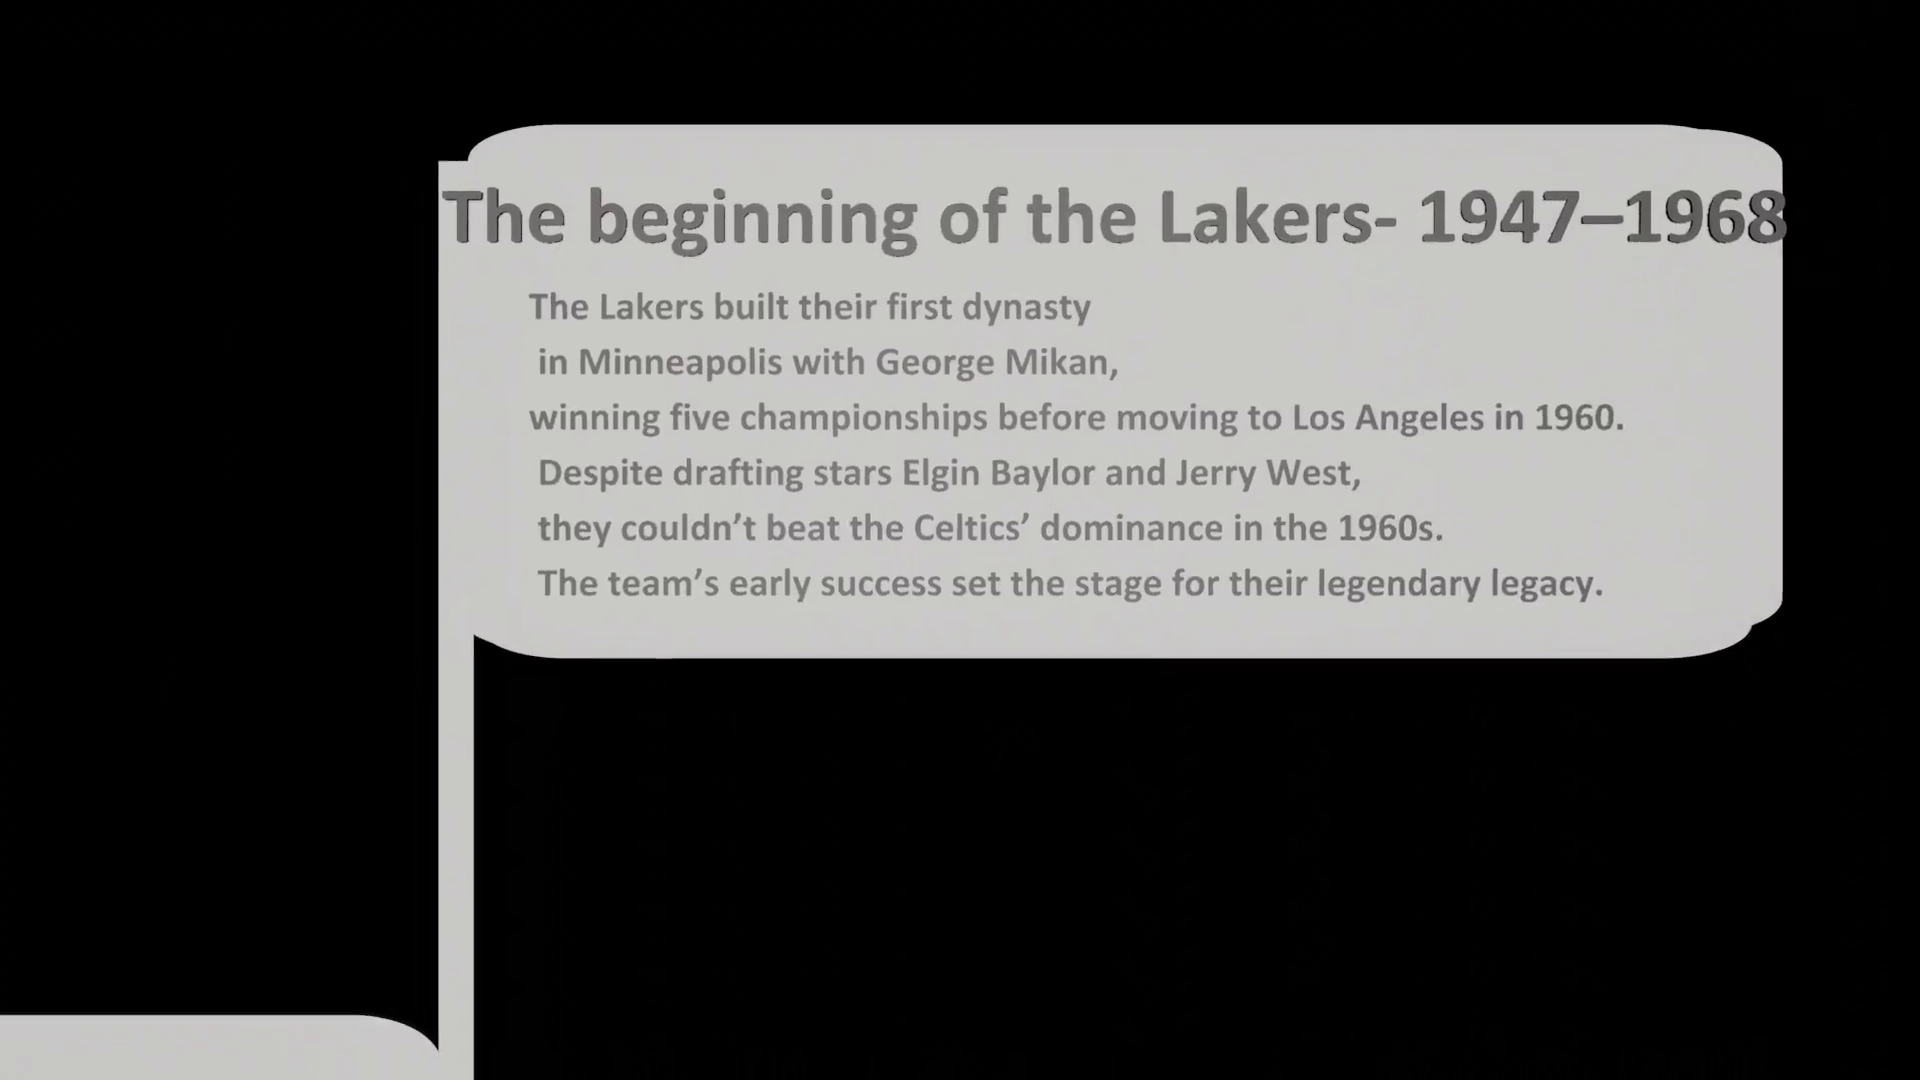 The beginning of the Lakers- 1947–1968
The Lakers built their first dynasty
in Minneapolis with George Mikan,
winning five championships before moving to Los Angeles in 1960.
Despite drafting stars Elgin Baylor and Jerry West,
they couldn’t beat the Celtics’ dominance in the 1960s.
The team’s early success set the stage for their legendary legacy.